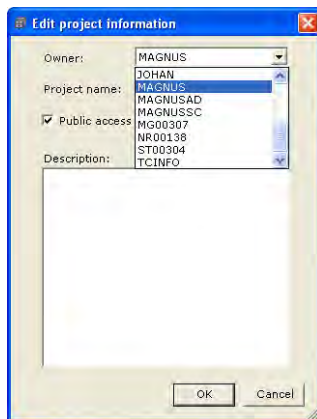 Edit project information
Owner: MAGNUS
JOHAN
Project name: MAGNUS
MAGNUSAD
Public access MAGNUSSC
MG00307
NR00138
ST00304
Description: TCINFO
OK Cancel